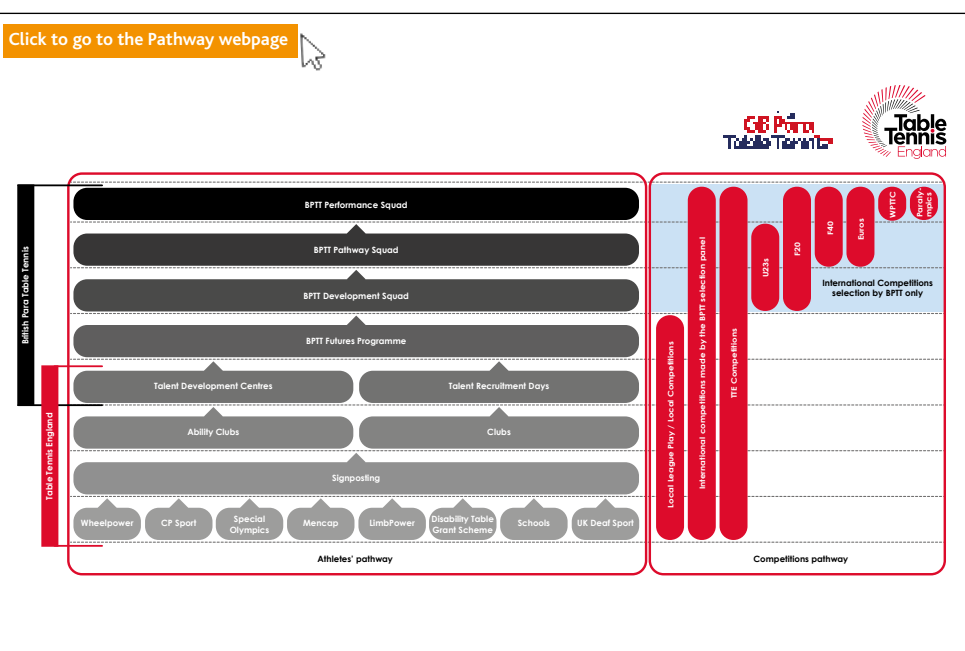 Click to go to the Pathway webpage
GB Para
Table Tennis
Table
Tennis
England
British Para Table Tennis
Table Tennis England
BPTT Performance Squad
BPTT Pathway Squad
BPTT Development Squad
BPTT Futures Programme
Talent Development Centres
Talent Recruitment Days
Ability Clubs
Clubs
Signposting
Wheelpower
CP Sport
Special
Olympics
Mencap
LimbPower
Disability Table
Grant Scheme
Schools
UK Deaf Sport
Athletes' pathway
Local League Play / Local Competitions
International competitions made by the BPTT selection panel
TTE Competitions
U23s
F20
F40
Euros
WPTTC
Paraly
mpics
International Competitions
selection by BPTT only
Competitions pathway